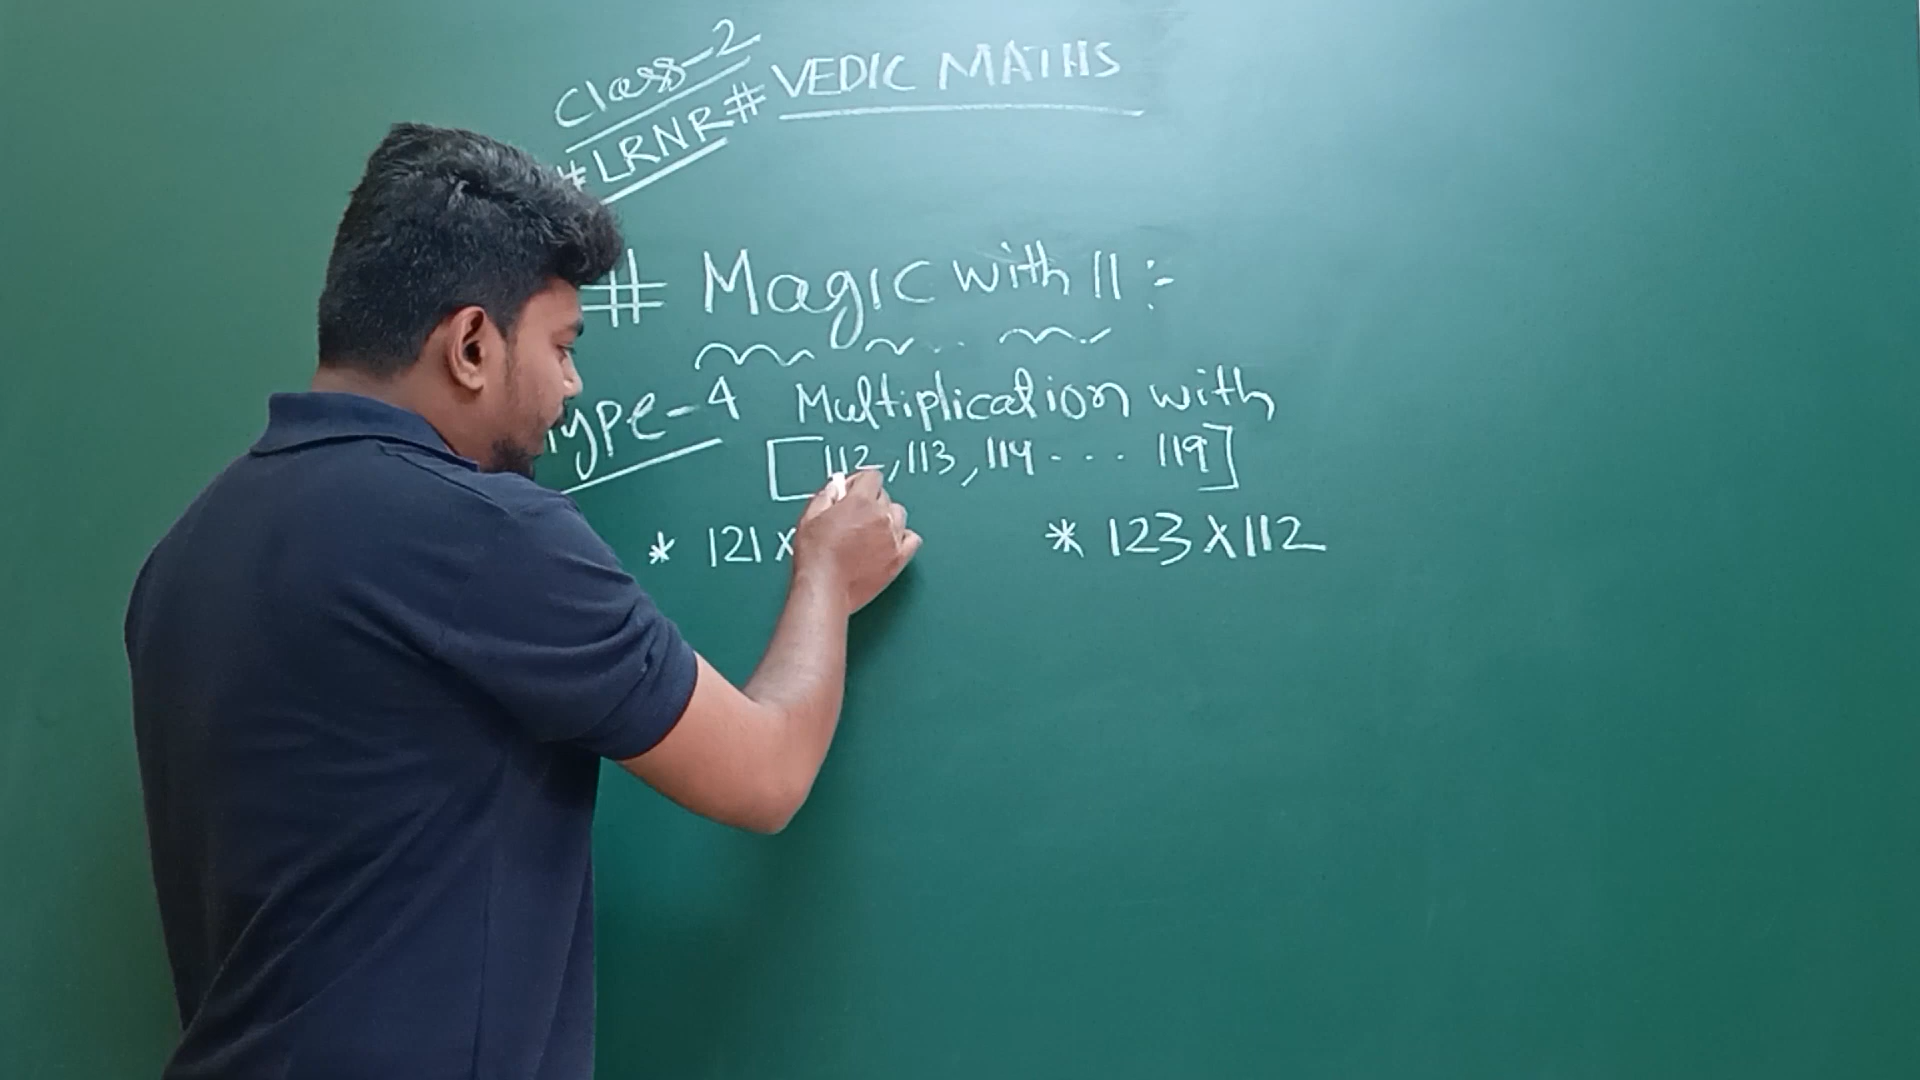 Class-2
#LRNR# VEDIC MATHS
# Magic with 11:-
Type-4 Multiplication with
[112, 113, 114 - - - 119]
* 121 x
* 123 x 112